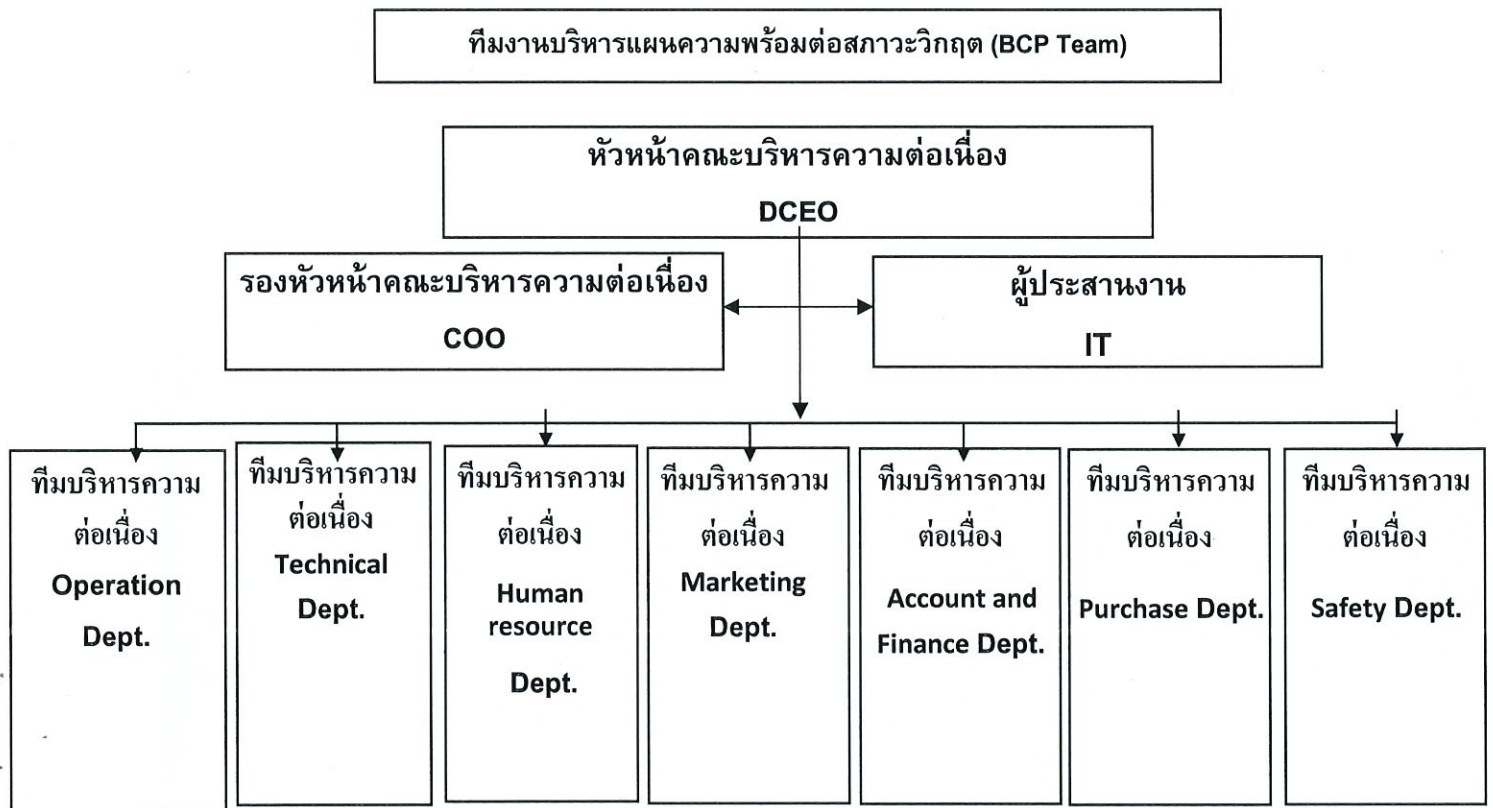 ทีมงานบริหารแผนความพร้อมต่อสภาวะวิกฤต (BCP Team)
หัวหน้าคณะบริหารความต่อเนื่อง
DCEO
รองหัวหน้าคณะบริหารความต่อเนื่อง
COO
ผู้ประสานงาน
IT
ทีมบริหารความ
ต่อเนื่อง
Operation
Dept.
ทีมบริหารความ
ต่อเนื่อง
Technical
Dept.
ทีมบริหารความ
ต่อเนื่อง
Human
resource
Dept.
ทีมบริหารความ
ต่อเนื่อง
Marketing
Dept.
ทีมบริหารความ
ต่อเนื่อง
Account and
Finance Dept.
ทีมบริหารความ
ต่อเนื่อง
Purchase Dept.
ทีมบริหารความ
ต่อเนื่อง
Safety Dept.